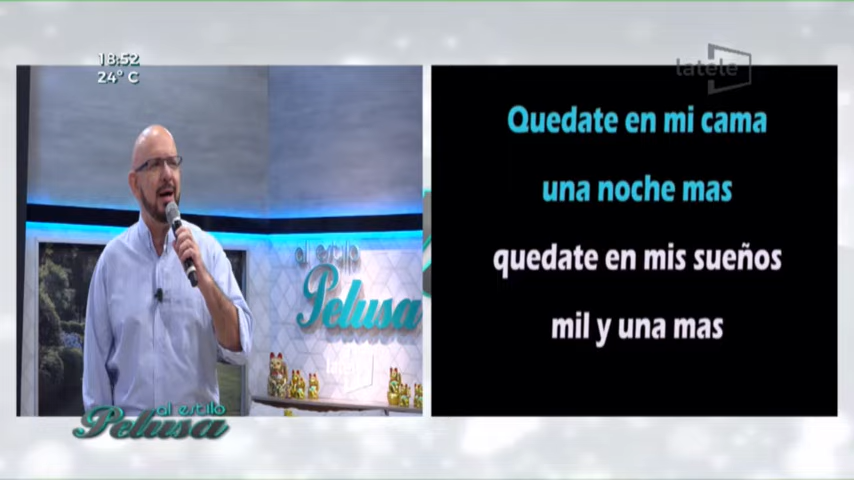 18:52
24° C
latele
Quedate en mi cama
una noche mas
quedate en mis sueños
mil y una mas
al estilo
Pelusa
latele
al estilo
Pelusa